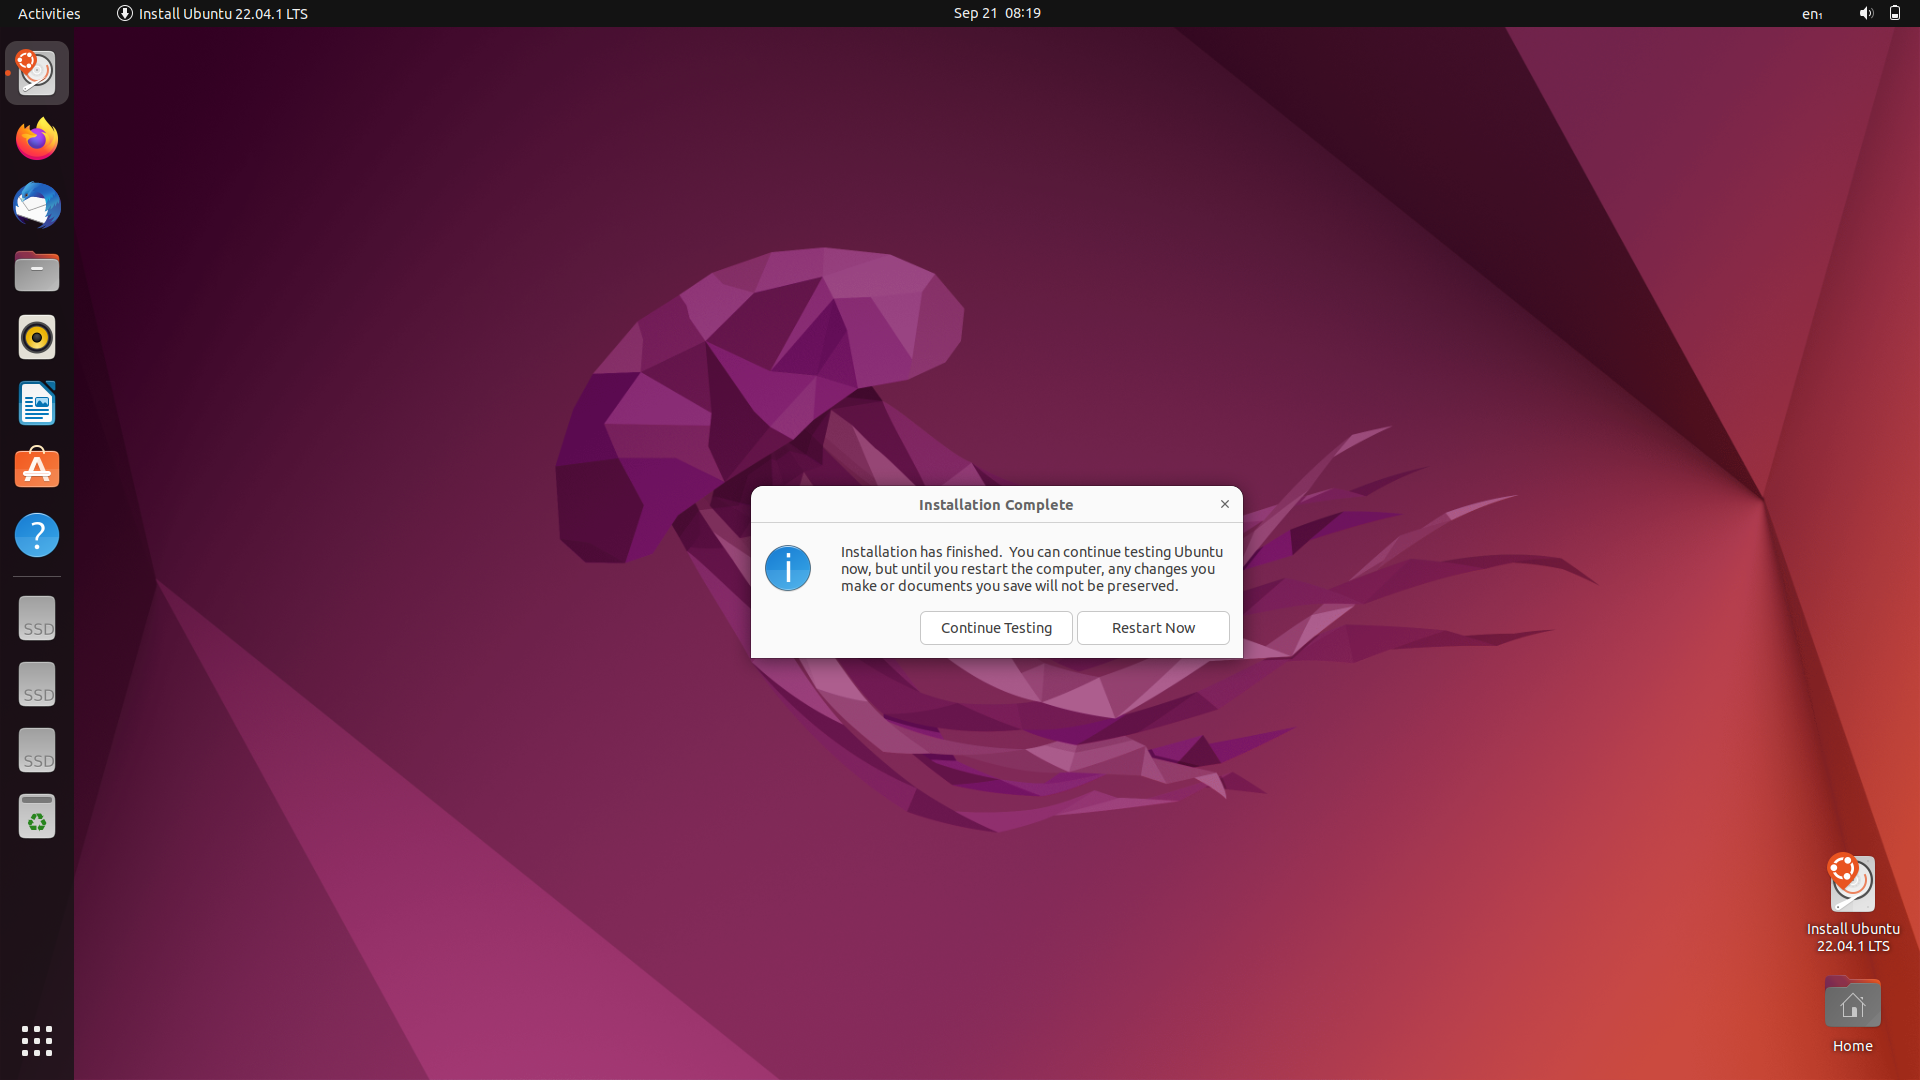 Activities
Install Ubuntu 22.04.1 LTS
Sep 21 08:19
en₁
Installation Complete
Installation has finished. You can continue testing Ubuntu
now, but until you restart the computer, any changes you
make or documents you save will not be preserved.
Continue Testing
Restart Now
SSD
SSD
SSD
Install Ubuntu
22.04.1 LTS
Home